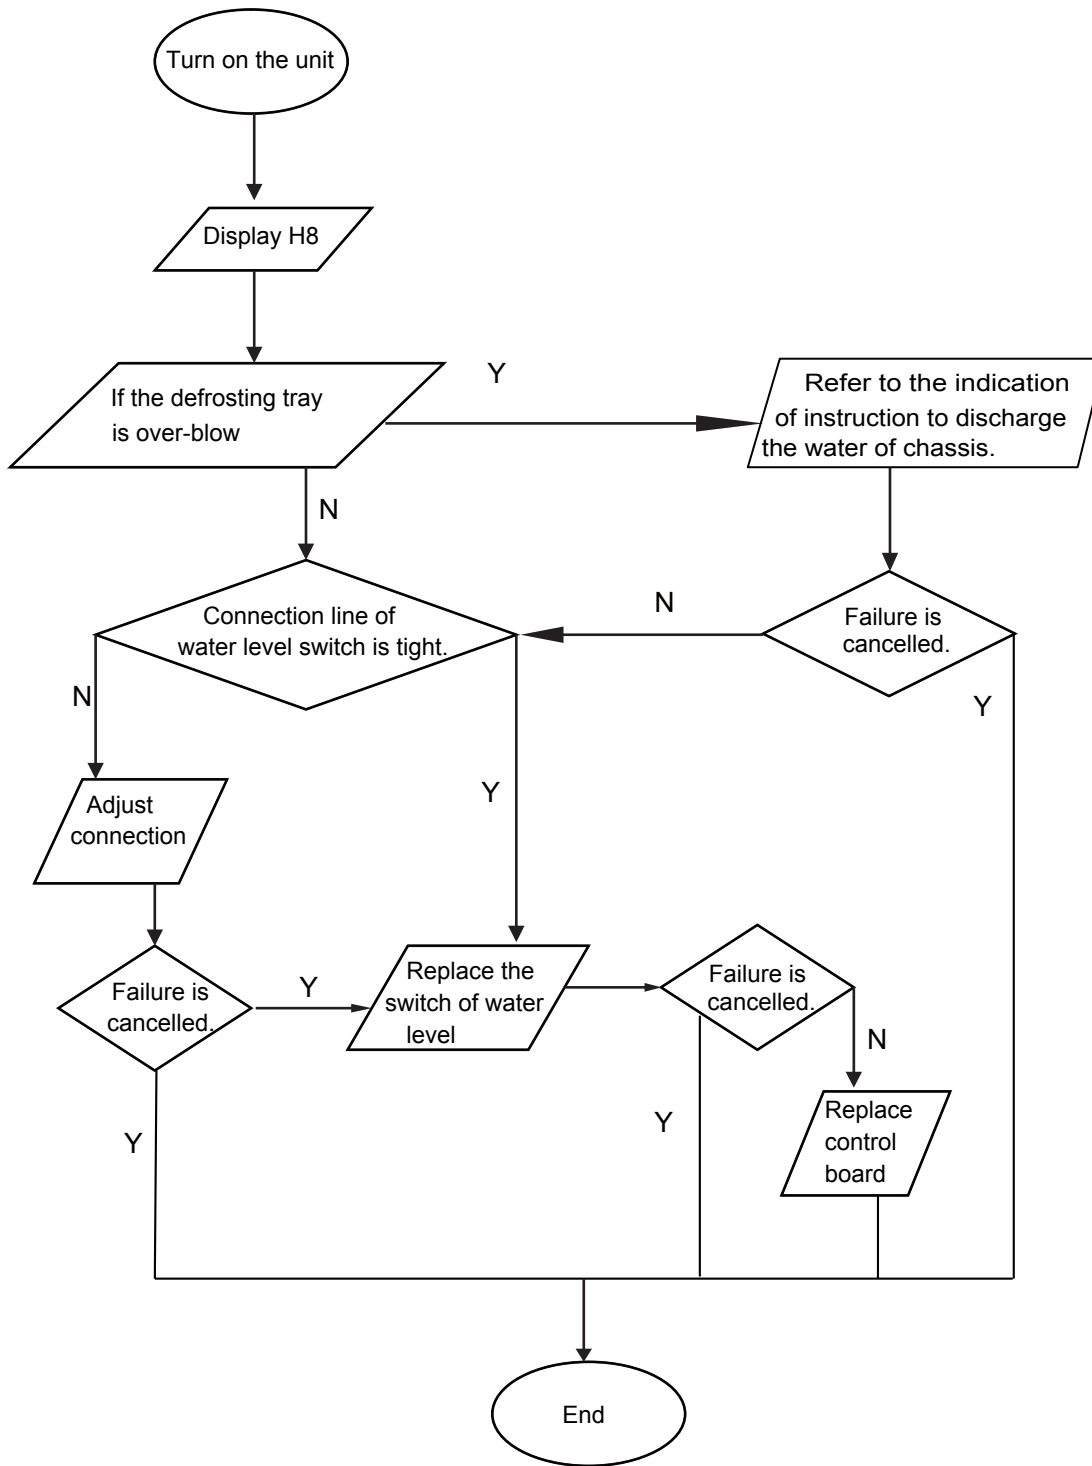 Turn on the unit
Display H8
If the defrosting tray
is over-blow
Y
Refer to the indication
of instruction to discharge
the water of chassis.
N
Connection line of
water level switch is tight.
N
Failure is
cancelled.
N
Y
Y
Adjust
connection
Failure is
cancelled.
Y
Replace the
switch of water
level
Failure is
cancelled.
N
Y
Y
Replace
control
board
End